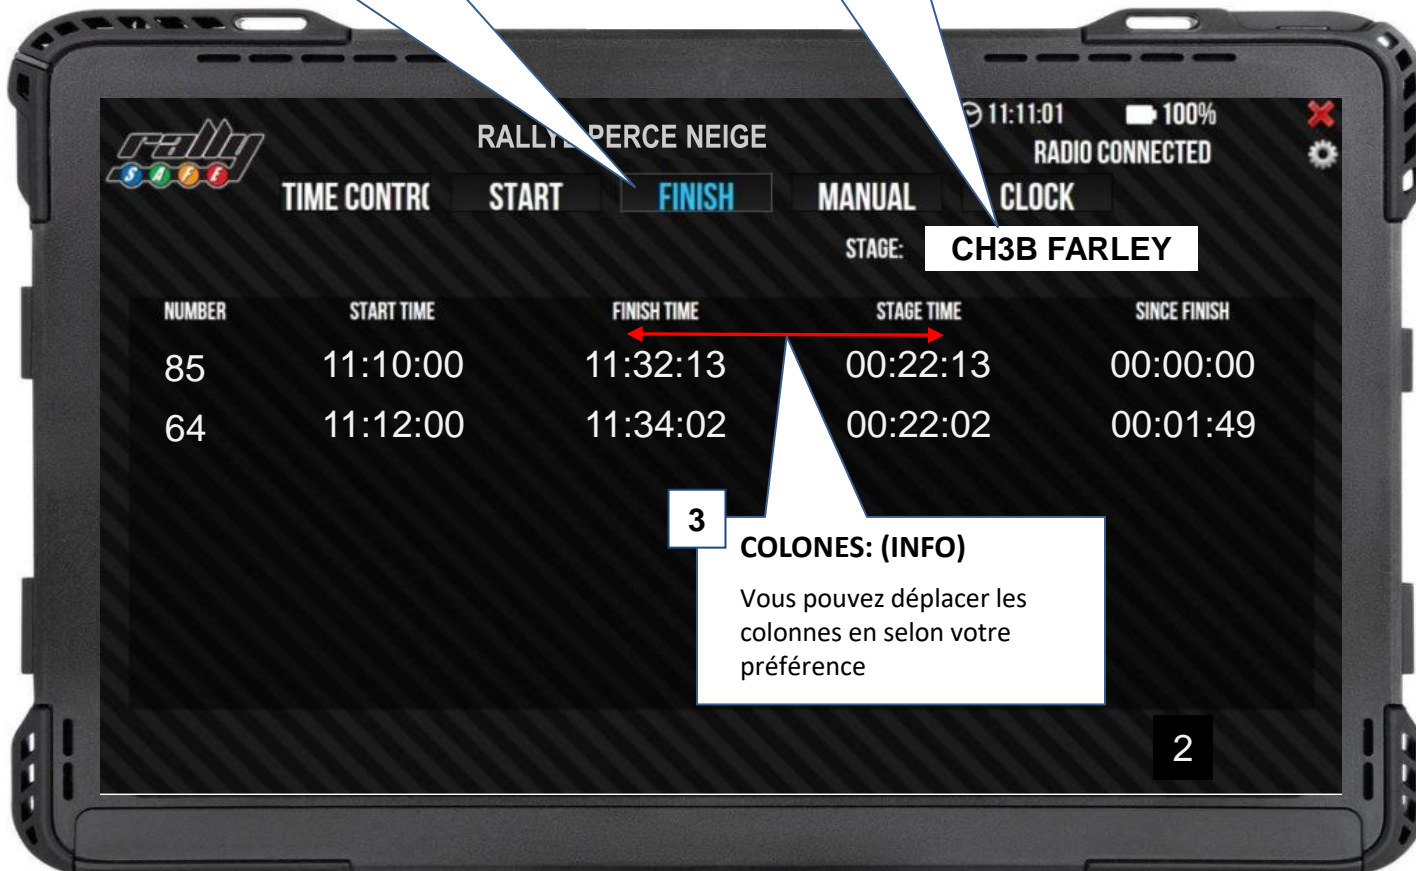 11:11:01 100%
rally
SAFE
RALLYE PERCE NEIGE
RADIO CONNECTED
TIME CONTR START FINISH MANUAL CLOCK
STAGE: CH3B FARLEY
NUMBER START TIME FINISH TIME STAGE TIME SINCE FINISH
85 11:10:00 11:32:13 00:22:13 00:00:00
64 11:12:00 11:34:02 00:22:02 00:01:49
3
COLONES: (INFO)
Vous pouvez déplacer les
colonnes en selon votre
préférence
2